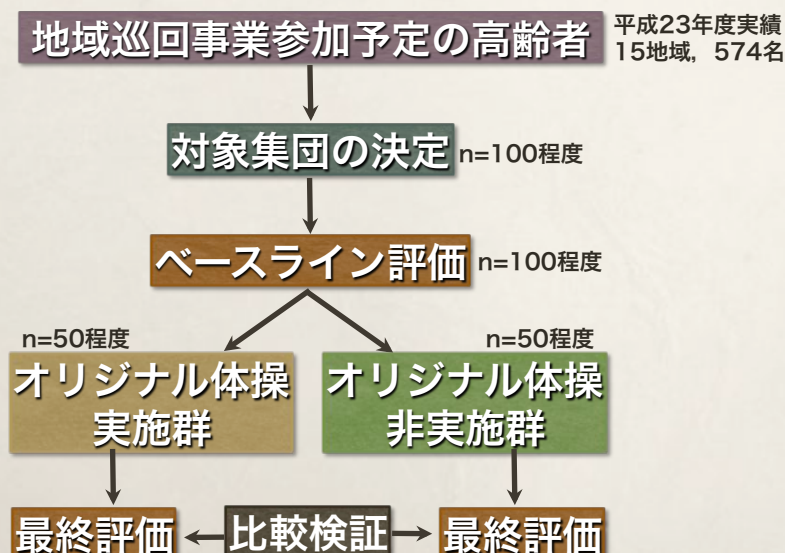 地域巡回事業参加予定の高齢者
平成23年度実績
15地域，574名
対象集団の決定
n=100程度
ベースライン評価
n=100程度
n=50程度
オリジナル体操
実施群
n=50程度
オリジナル体操
非実施群
最終評価
比較検証
最終評価